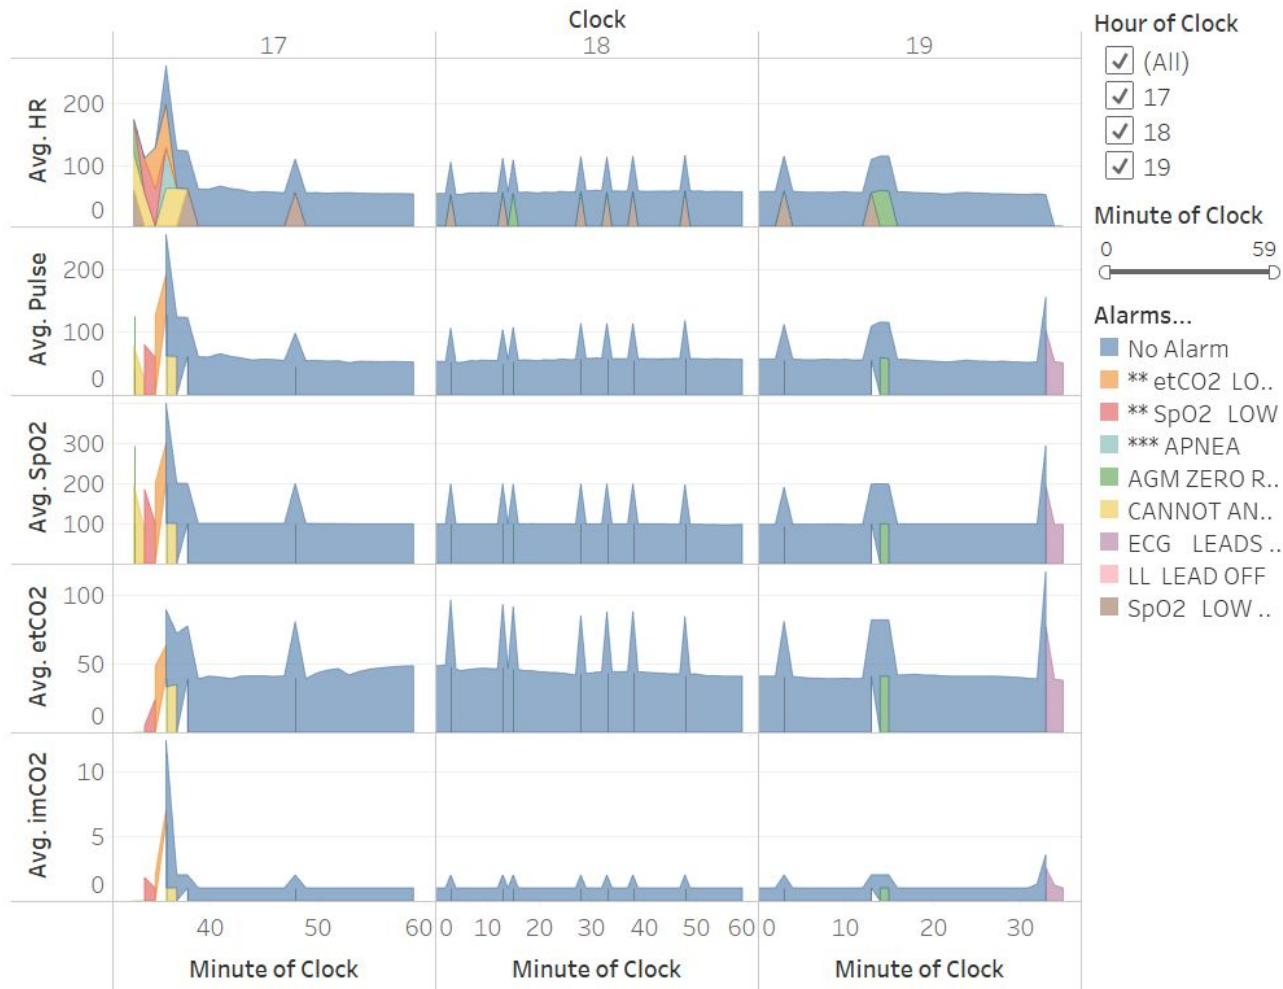 Clock
17 18 19
Avg. HR
200
100
0
Avg. Pulse
200
100
0
Avg. SpO2
300
200
100
Avg. etCO2
100
50
0
Avg. imCO2
10
5
0
40 50 60 0 10 20 30 40 50 60 0 10 20 30
Minute of Clock Minute of Clock Minute of Clock
Hour of Clock
(All)
17
18
19
Minute of Clock
0 59
Alarms...
No Alarm
** etCO2 LO..
** SpO2 LOW
*** APNEA
AGM ZERO R..
CANNOT AN..
ECG LEADS ..
LL LEAD OFF
SpO2 LOW ..